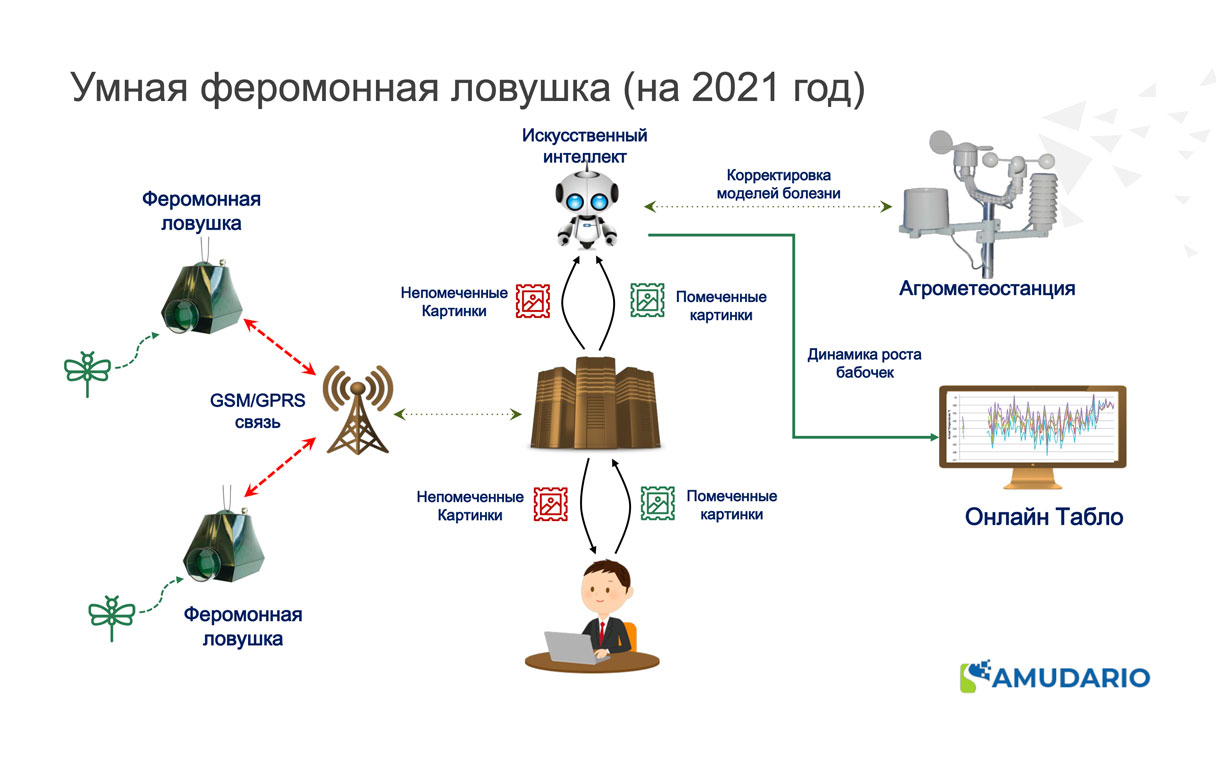 Умная феромонная ловушка (на 2021 год)
Искусственный
интеллект
Корректировка
моделей болезни
Феромонная
ловушка
Агрометеостанция
Непомеченные
Картинки
Помеченные
картинки
Динамика роста
бабочек
GSM/GPRS
связь
Непомеченные
Картинки
Помеченные
картинки
Онлайн Табло
Феромонная
ловушка
AMUDARIO